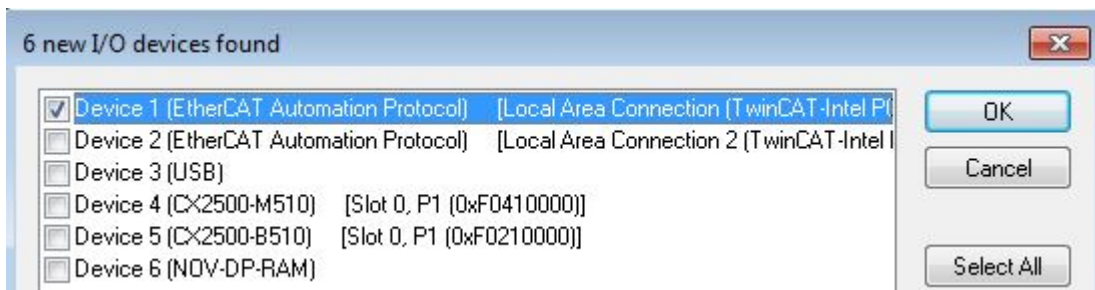 6 new I/O devices found
Device 1 (EtherCAT Automation Protocol) [Local Area Connection (TwinCAT-Intel P
OK
Device 2 (EtherCAT Automation Protocol) [Local Area Connection 2 (TwinCAT-Intel
Device 3 (USB)
Cancel
Device 4 (CX2500-M510) [Slot 0, P1 (0xF0410000)]
Device 5 (CX2500-B510) [Slot 0, P1 (0xF0210000)]
Device 6 (NOV-DP-RAM)
Select All